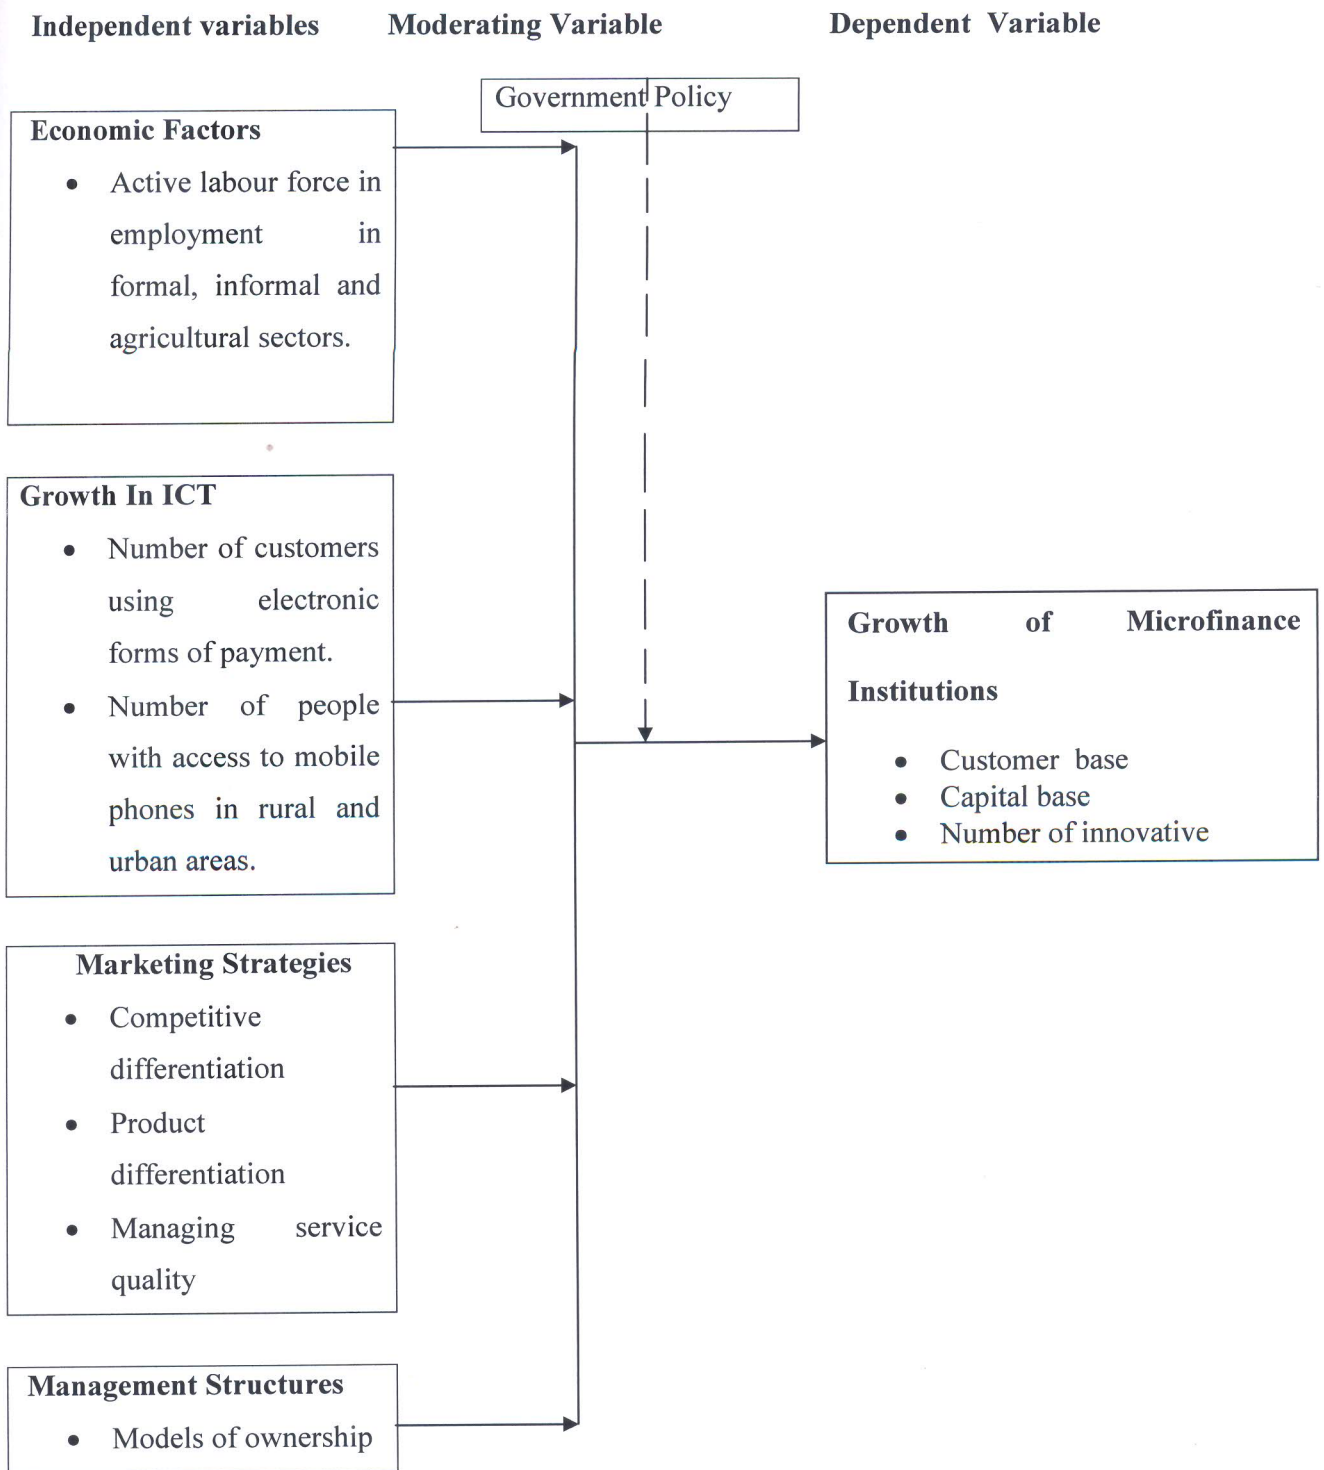 Independent variables
Moderating Variable
Dependent Variable
Government Policy
Economic Factors
• Active labour force in
employment in
formal, informal and
agricultural sectors.
Growth In ICT
• Number of customers
using electronic
forms of payment.
• Number of people
with access to mobile
phones in rural and
urban areas.
Marketing Strategies
• Competitive
differentiation
• Product
differentiation
• Managing service
quality
Management Structures
• Models of ownership
Growth of Microfinance
Institutions
• Customer base
• Capital base
• Number of innovative